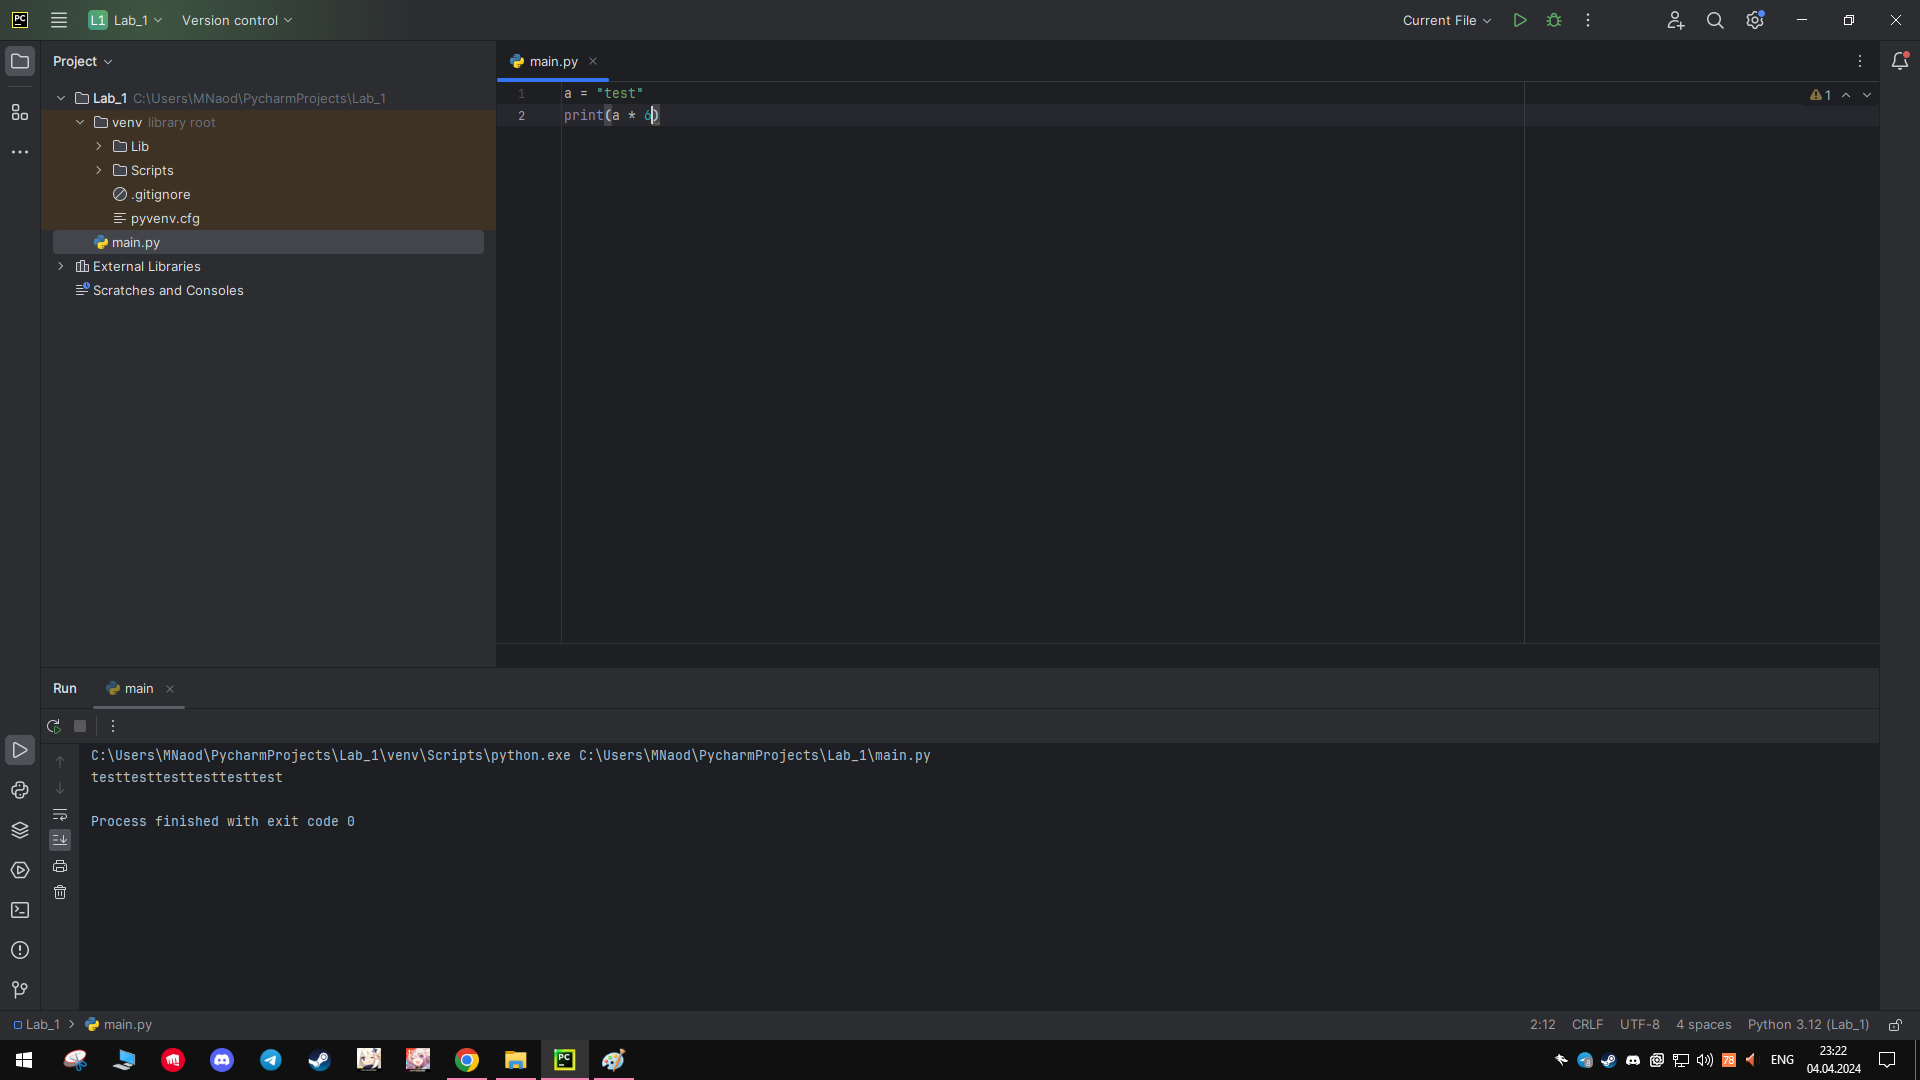 PC
L1 Lab_1
Version control
Current File
Project
main.py
Lab_1 C:\Users\MNaod\PycharmProjects\Lab_1
venv library root
Lib
Scripts
.gitignore
pyvenv.cfg
main.py
External Libraries
Scratches and Consoles
1 a = "test"
2 print(a * 6)
1
Run
main
C:\Users\MNaod\PycharmProjects\Lab_1\venv\Scripts\python.exe C:\Users\MNaod\PycharmProjects\Lab_1\main.py
testtesttesttesttesttest
Process finished with exit code 0
Lab_1 > main.py
2:12 CRLF UTF-8 4 spaces Python 3.12 (Lab_1)
PC
78
ENG
23:22
04.04.2024